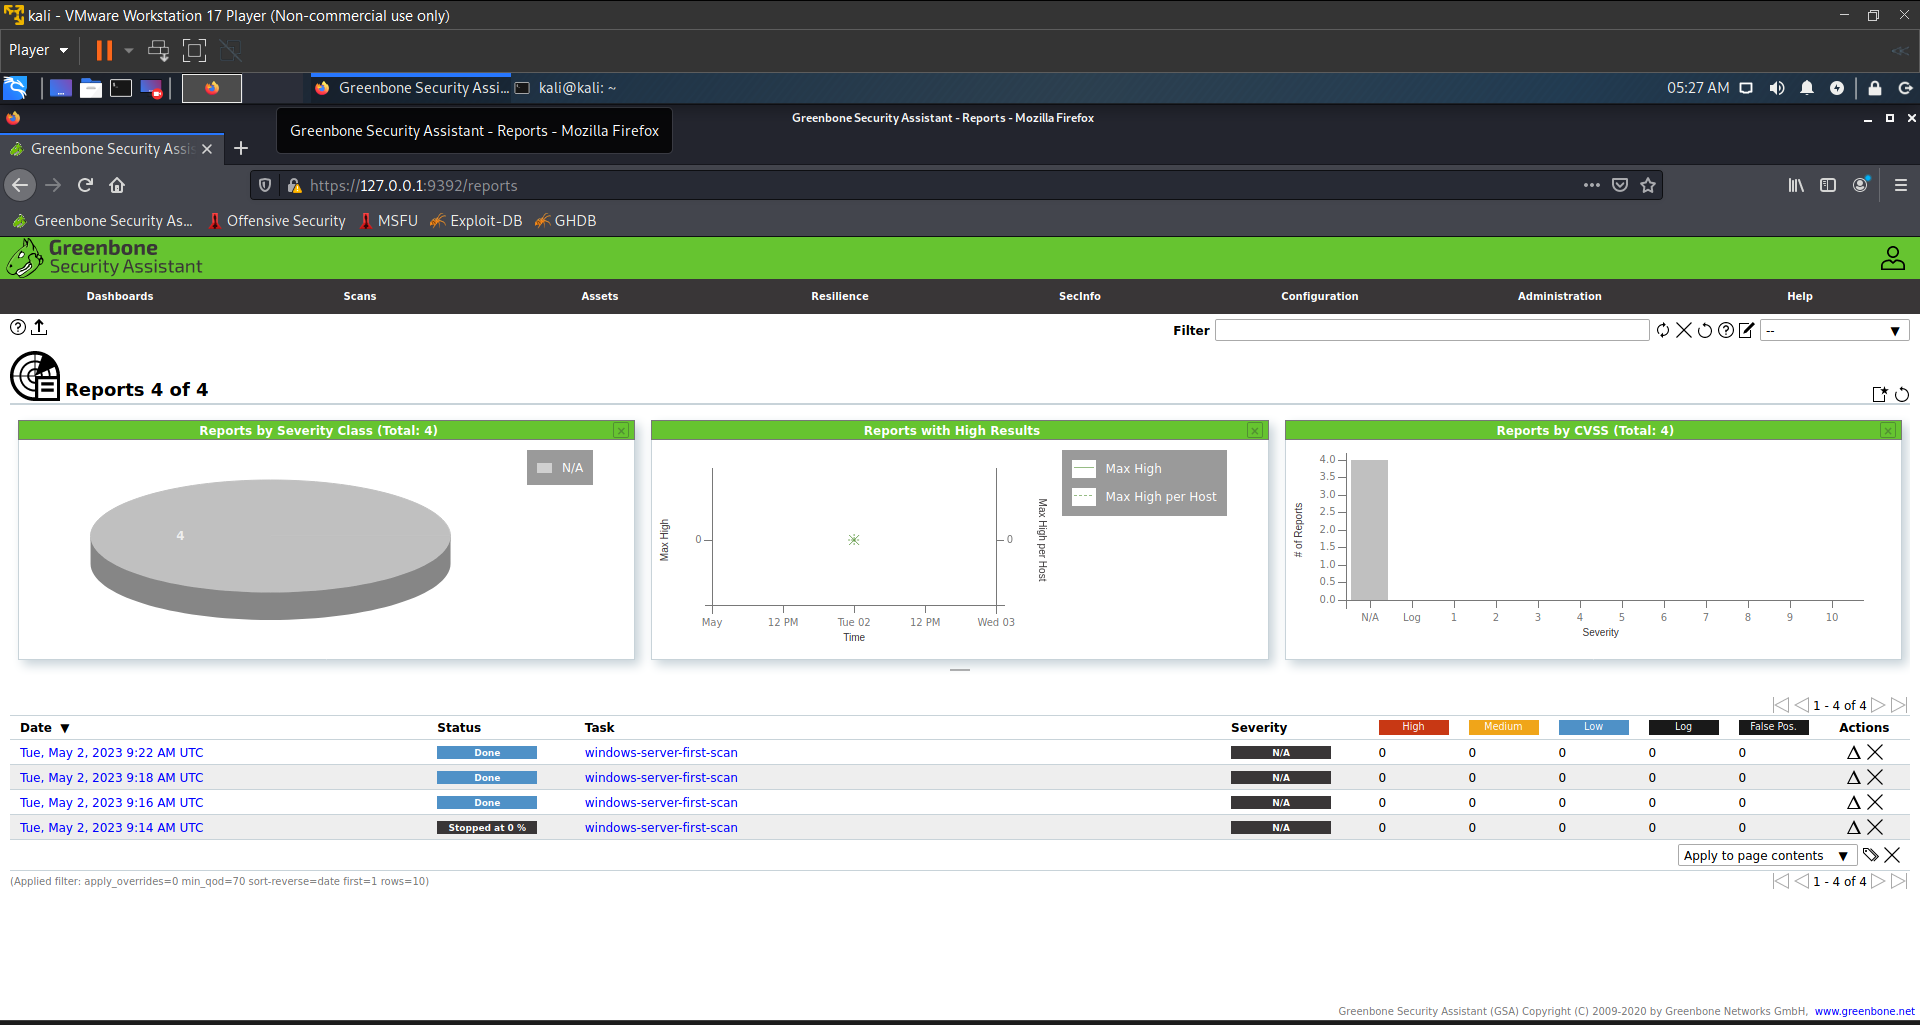 kali - VMware Workstation 17 Player (Non-commercial use only)
Player
Greenbone Security Assi...
kali@kali: ~
05:27 AM
Greenbone Security Assistant - Reports - Mozilla Firefox
Greenbone Security Assistant - Reports - Mozilla Firefox
Greenbone Security Assis
https://127.0.0.1:9392/reports
Greenbone Security As...
Offensive Security
MSFU
Exploit-DB
GHDB
Greenbone
Security Assistant
Dashboards
Scans
Assets
Resilience
SecInfo
Configuration
Administration
Help
Filter
--
Reports 4 of 4
Reports by Severity Class (Total: 4)
N/A
4
Reports with High Results
Max High
Max High per Host
Max High
0
0
Max High per Host
May
12 PM
Tue 02
12 PM
Wed 03
Time
Reports by CVSS (Total: 4)
# of Reports
4.0
3.5
3.0
2.5
2.0
1.5
1.0
0.5
0.0
N/A
Log
1
2
3
4
5
6
7
8
9
10
Severity
1 - 4 of 4
Date ▼ Status Task Severity High Medium Low Log False Pos. Actions
Tue, May 2, 2023 9:22 AM UTC Done windows-server-first-scan N/A 0 0 0 0 0
Tue, May 2, 2023 9:18 AM UTC Done windows-server-first-scan N/A 0 0 0 0 0
Tue, May 2, 2023 9:16 AM UTC Done windows-server-first-scan N/A 0 0 0 0 0
Tue, May 2, 2023 9:14 AM UTC Stopped at 0 % windows-server-first-scan N/A 0 0 0 0 0
Apply to page contents ▼
(Applied filter: apply_overrides=0 min_qod=70 sort-reverse=date first=1 rows=10)
1 - 4 of 4
Greenbone Security Assistant (GSA) Copyright (C) 2009-2020 by Greenbone Networks GmbH, www.greenbone.net